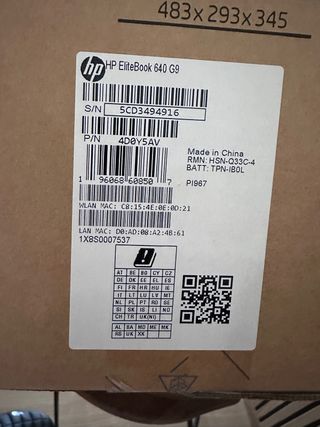 483x293x345
hp HP EliteBook 640 G9
S/N 5CD3494916
P/N 4D0Y5AV
Made in China
RMN: HSN-Q33C-4
BATT: TPN-IB0L
1 96068 60850 7 PI987
WLAN MAC: C8:15:4E:0E:0D:21
LAN MAC: D0:AD:08:A2:48:61
1X8S0007537
AT BE BG CY CZ
DE DK EE EL ES
FI FR HR HU IE
IT LT LU LV MT
NL PL PT RO SE
SI SK IS LI NO
CH TR UK(NI)
AL BA MD ME MK
RS UK XK